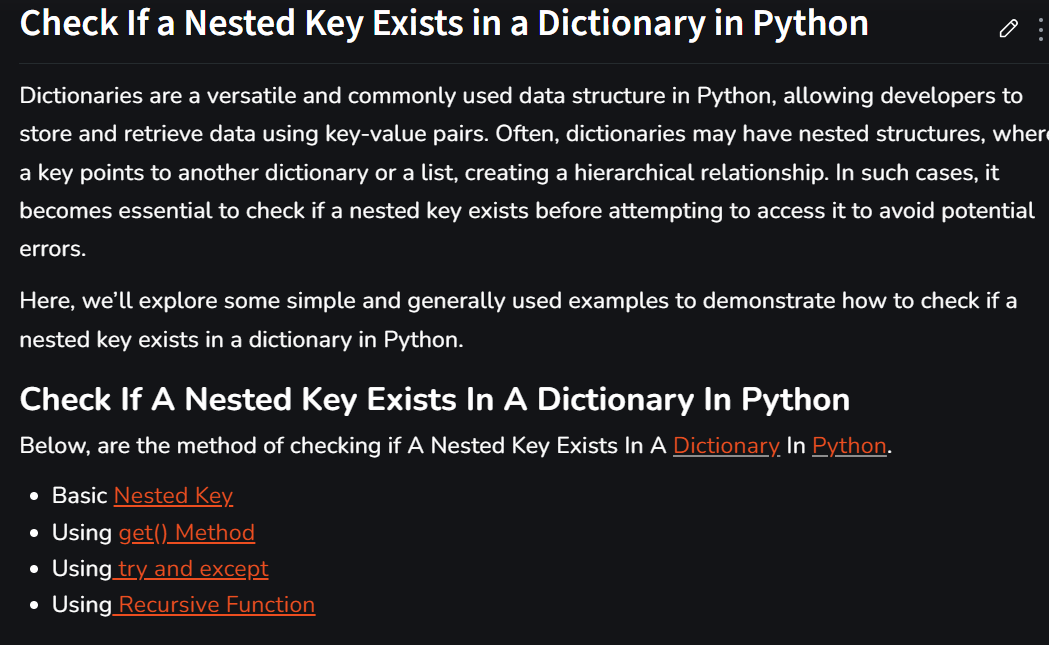 Check If a Nested Key Exists in a Dictionary in Python
Dictionaries are a versatile and commonly used data structure in Python, allowing developers to
store and retrieve data using key-value pairs. Often, dictionaries may have nested structures, where
a key points to another dictionary or a list, creating a hierarchical relationship. In such cases, it
becomes essential to check if a nested key exists before attempting to access it to avoid potential
errors.
Here, we’ll explore some simple and generally used examples to demonstrate how to check if a
nested key exists in a dictionary in Python.
Check If A Nested Key Exists In A Dictionary In Python
Below, are the method of checking if A Nested Key Exists In A Dictionary In Python.
• Basic Nested Key
• Using get() Method
• Using try and except
• Using Recursive Function